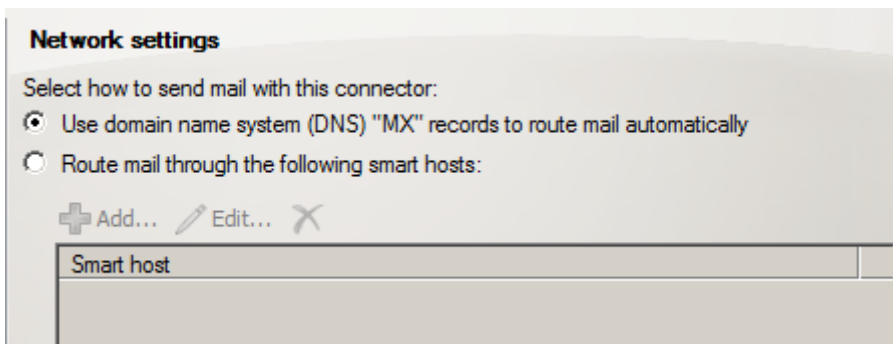 Network settings
Select how to send mail with this connector:
Use domain name system (DNS) "MX" records to route mail automatically
Route mail through the following smart hosts:
Add... Edit...
Smart host